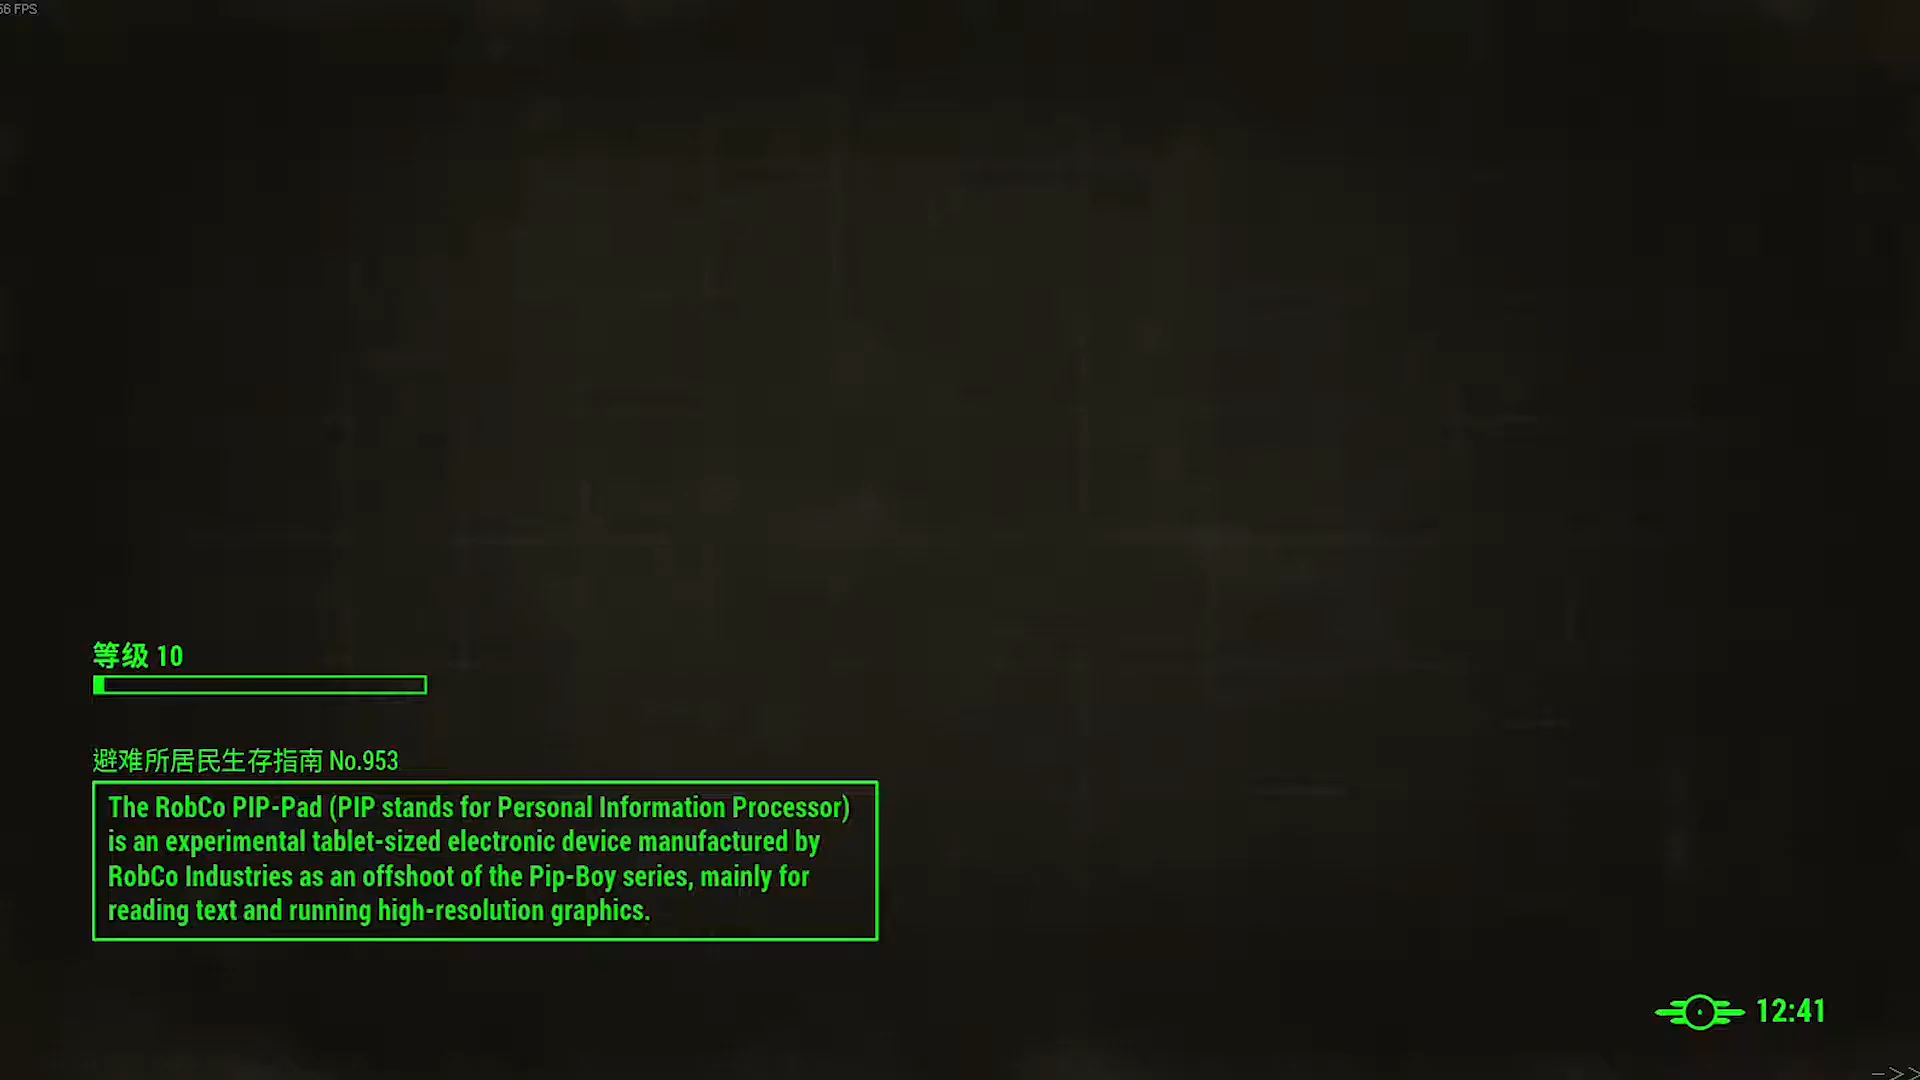 56 FPS
等级 10
避难所居民生存指南 No.953
The RobCo PIP-Pad (PIP stands for Personal Information Processor)
is an experimental tablet-sized electronic device manufactured by
RobCo Industries as an offshoot of the Pip-Boy series, mainly for
reading text and running high-resolution graphics.
12:41
–>>